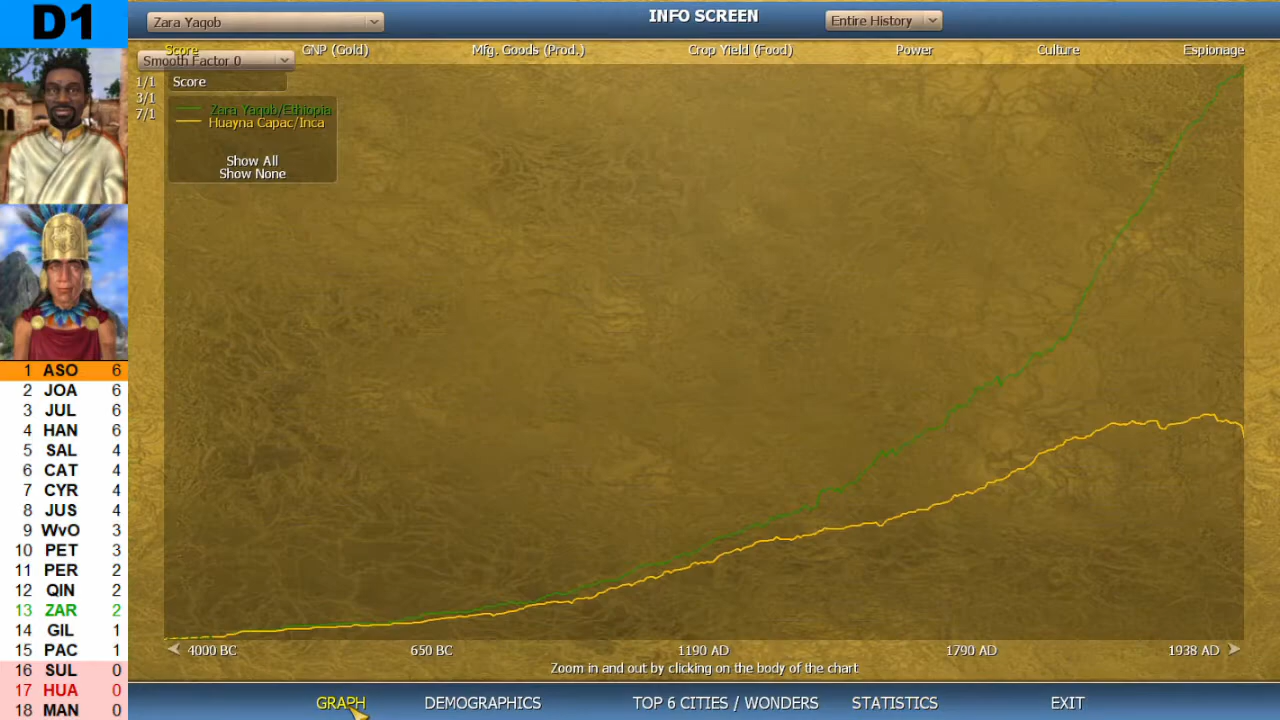 D1
Zara Yaqob
INFO SCREEN
Entire History
Score
GNP (Gold)
Mfg. Goods (Prod.)
Crop Yield (Food)
Power
Culture
Espionage
Smooth Factor 0
1/1
3/1
7/1
Score
Zara Yaqob/Ethiopia
Huayna Capac/Inca
Show All
Show None
1 ASO 6
2 JOA 6
3 JUL 6
4 HAN 6
5 SAL 4
6 CAT 4
7 CYR 4
8 JUS 4
9 WvO 3
10 PET 3
11 PER 2
12 QIN 2
13 ZAR 2
14 GIL 1
15 PAC 1
16 SUL 0
17 HUA 0
18 MAN 0
4000 BC
650 BC
1190 AD
1790 AD
1938 AD
Zoom in and out by clicking on the body of the chart
GRAPH
DEMOGRAPHICS
TOP 6 CITIES / WONDERS
STATISTICS
EXIT